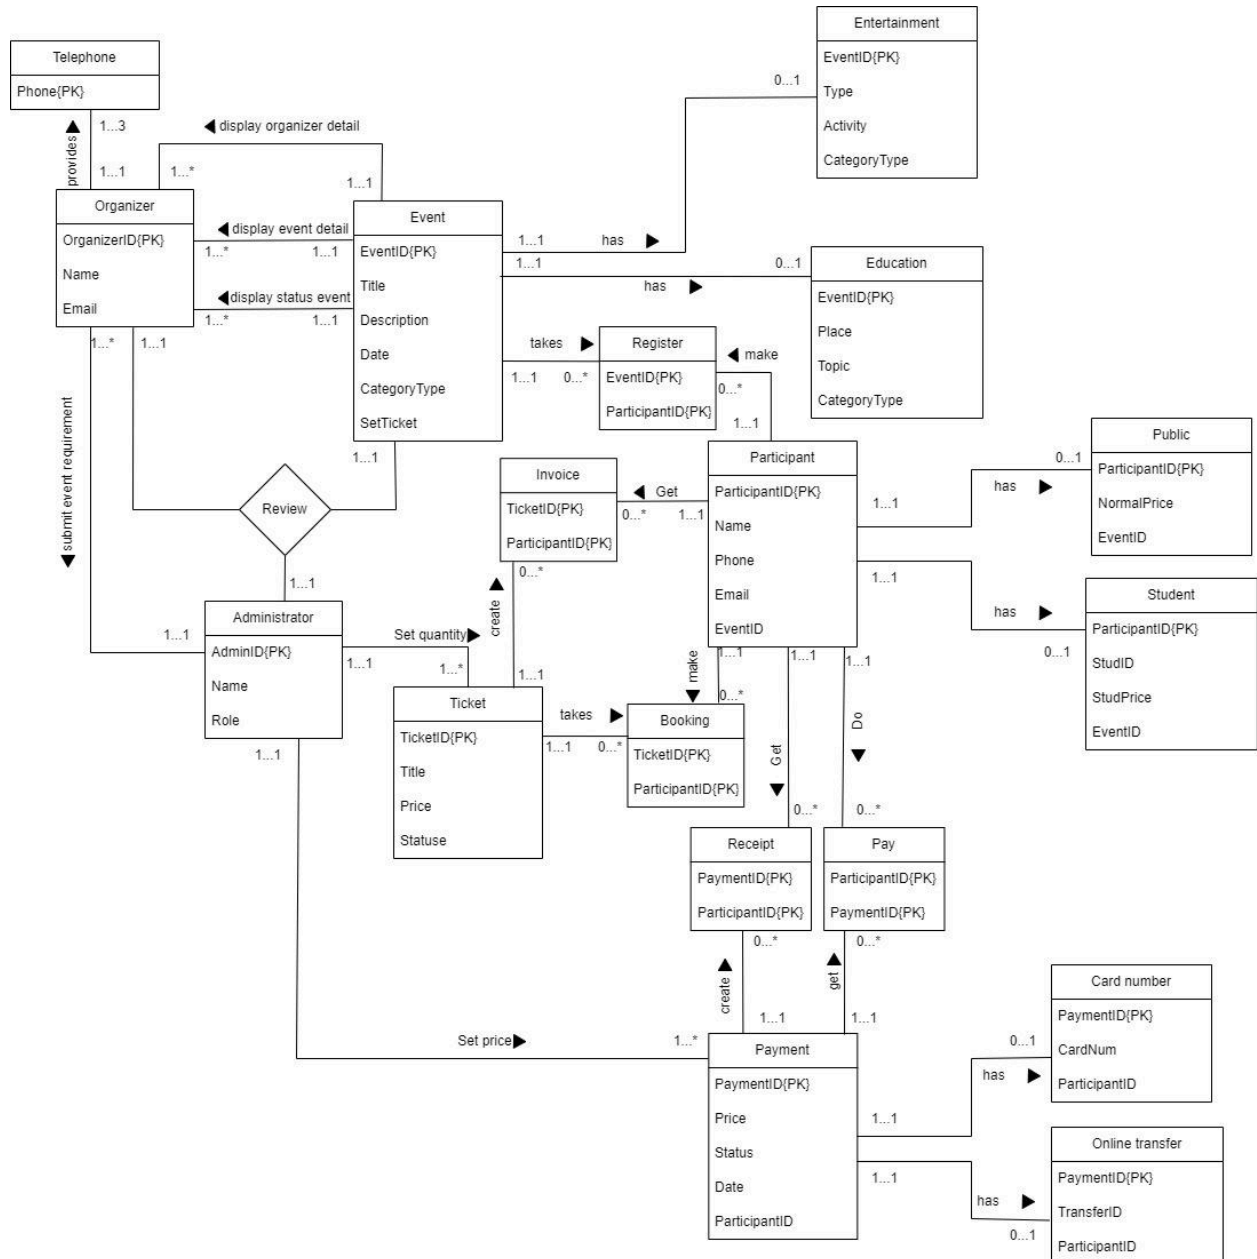 Entertainment
EventID{PK}
Type
Activity
CategoryType
0...1
Telephone
Phone{PK}
1...3
provides
1...1
display organizer detail
1...*
1...1
Organizer
OrganizerID{PK}
Name
Email
display event detail
1...*
1...1
display status event
1...*
1...1
Event
EventID{PK}
Title
Description
Date
CategoryType
SetTicket
1...1
has
1...1
has
0...1
Education
EventID{PK}
Place
Topic
CategoryType
takes
1...1
0...*
Register
EventID{PK}
ParticipantID{PK}
make
0...*
1...1
1...*
1...1
submit event requirement
1...1
Review
1...1
Invoice
TicketID{PK}
ParticipantID{PK}
Get
0...*
1...1
Participant
ParticipantID{PK}
Name
Phone
Email
EventID
1...1
has
0...1
Public
ParticipantID{PK}
NormalPrice
EventID
1...1
has
0...1
Student
ParticipantID{PK}
StudID
StudPrice
EventID
0...*
create
1...1
1...1
Administrator
AdminID{PK}
Name
Role
Set quantity
1...1
1...*
Ticket
TicketID{PK}
Title
Price
Statuse
takes
1...1
0...*
make
1...1
0...*
Booking
TicketID{PK}
ParticipantID{PK}
1...1
Get
0...*
1...1
Do
0...*
1...1
Receipt
PaymentID{PK}
ParticipantID{PK}
Pay
ParticipantID{PK}
PaymentID{PK}
0...*
create
1...1
0...*
get
1...1
Set price
1...*
Payment
PaymentID{PK}
Price
Status
Date
ParticipantID
1...1
has
0...1
Card number
PaymentID{PK}
CardNum
ParticipantID
1...1
has
0...1
Online transfer
PaymentID{PK}
TransferID
ParticipantID